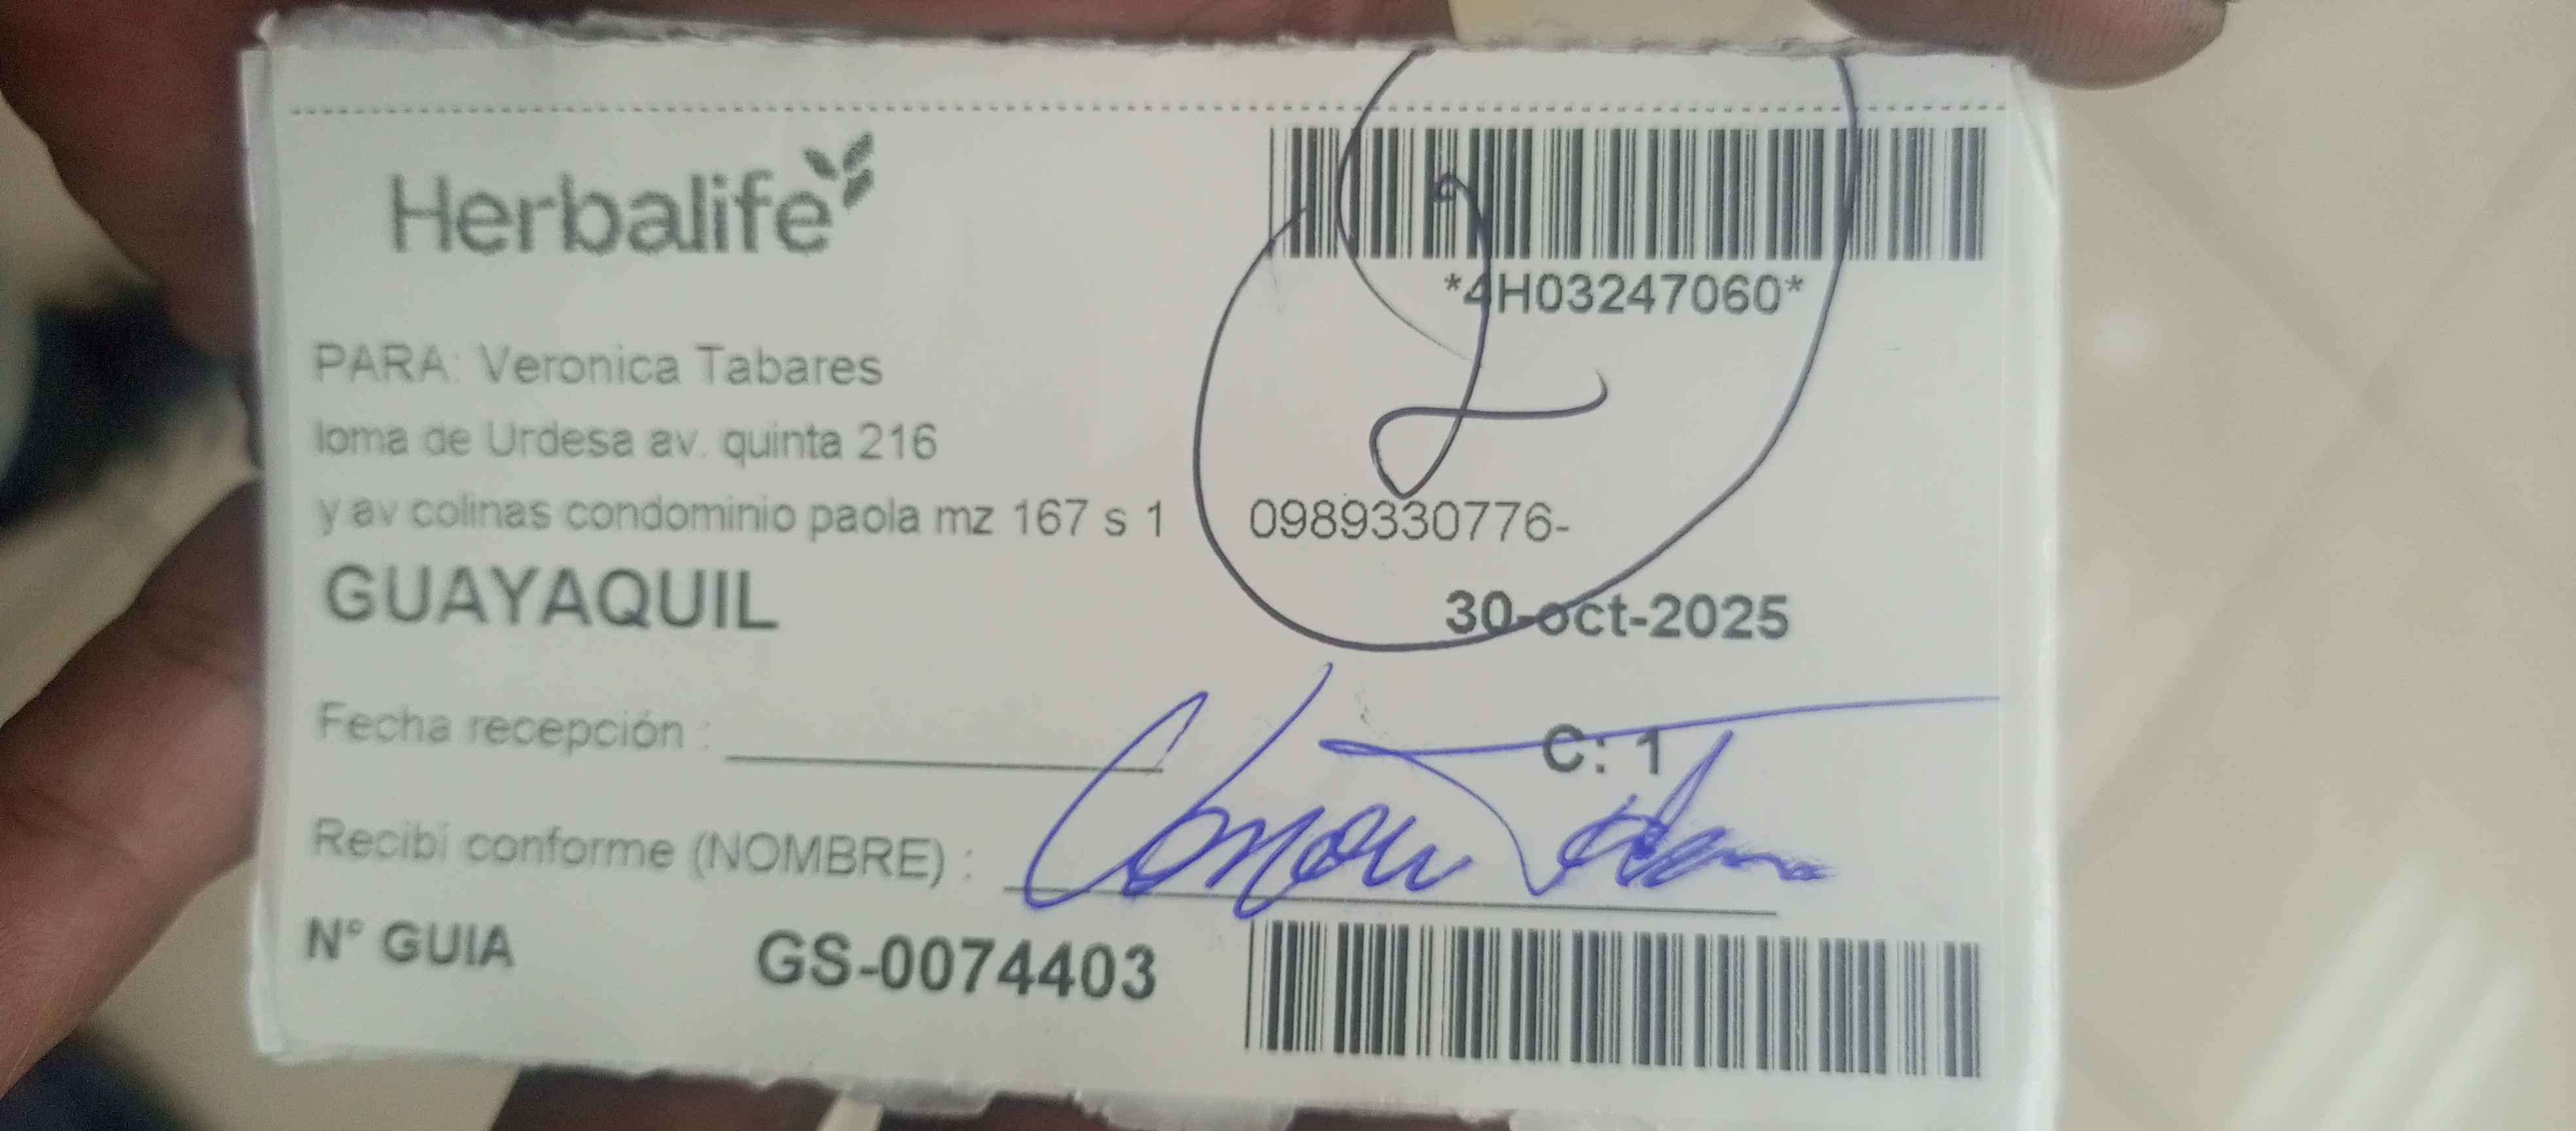 Herbalife
*4H03247060*
PARA: Veronica Tabares
loma de Urdesa av. quinta 216
y av colinas condominio paola mz 167 s 1 0989330776-
GUAYAQUIL
30-oct-2025
2
Fecha recepción :
C: 1
Recibí conforme (NOMBRE) :
N° GUIA GS-0074403